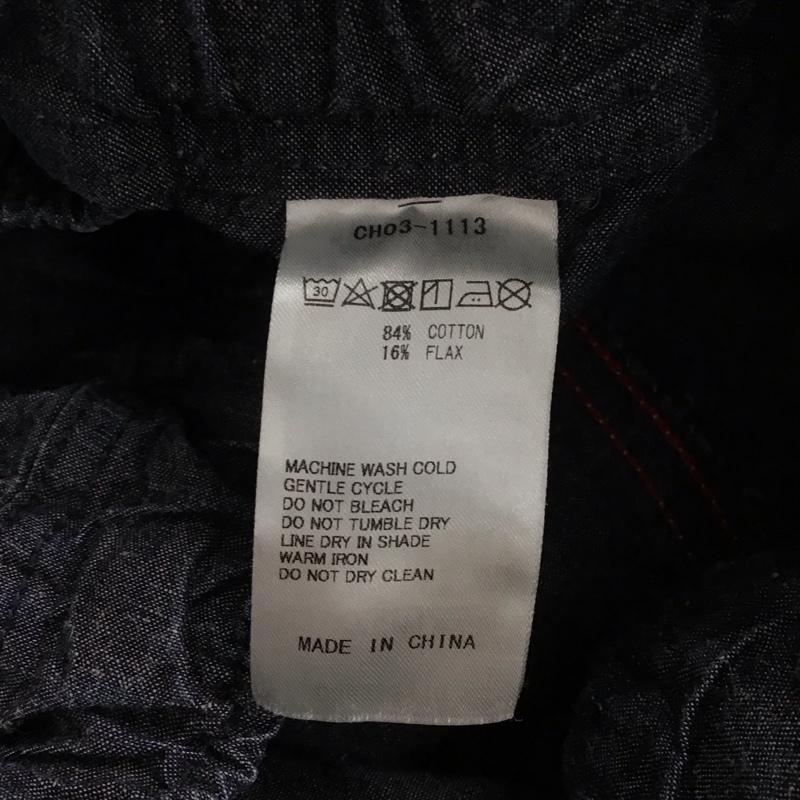 CH03-1113
30
84% COTTON
16% FLAX
MACHINE WASH COLD
GENTLE CYCLE
DO NOT BLEACH
DO NOT TUMBLE DRY
LINE DRY IN SHADE
WARM IRON
DO NOT DRY CLEAN
MADE IN CHINA